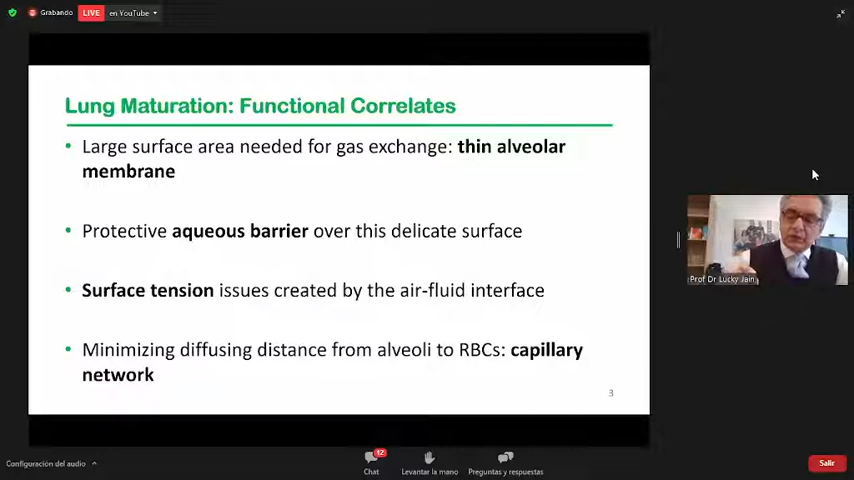 Grabando
LIVE en YouTube
Lung Maturation: Functional Correlates
• Large surface area needed for gas exchange: thin alveolar
membrane
• Protective aqueous barrier over this delicate surface
• Surface tension issues created by the air-fluid interface
• Minimizing diffusing distance from alveoli to RBCs: capillary
network
3
Prof Dr Lucky Jain
Configuración del audio
12
Chat
Levantar la mano
Preguntas y respuestas
Salir